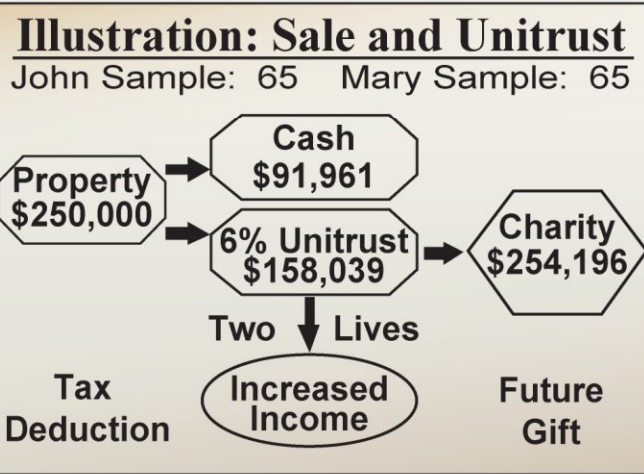 Illustration: Sale and Unitrust
John Sample: 65 Mary Sample: 65
Cash
$91,961
Property
$250,000
6% Unitrust
$158,039
Charity
$254,196
Two Lives
Increased
Income
Tax
Deduction
Future
Gift